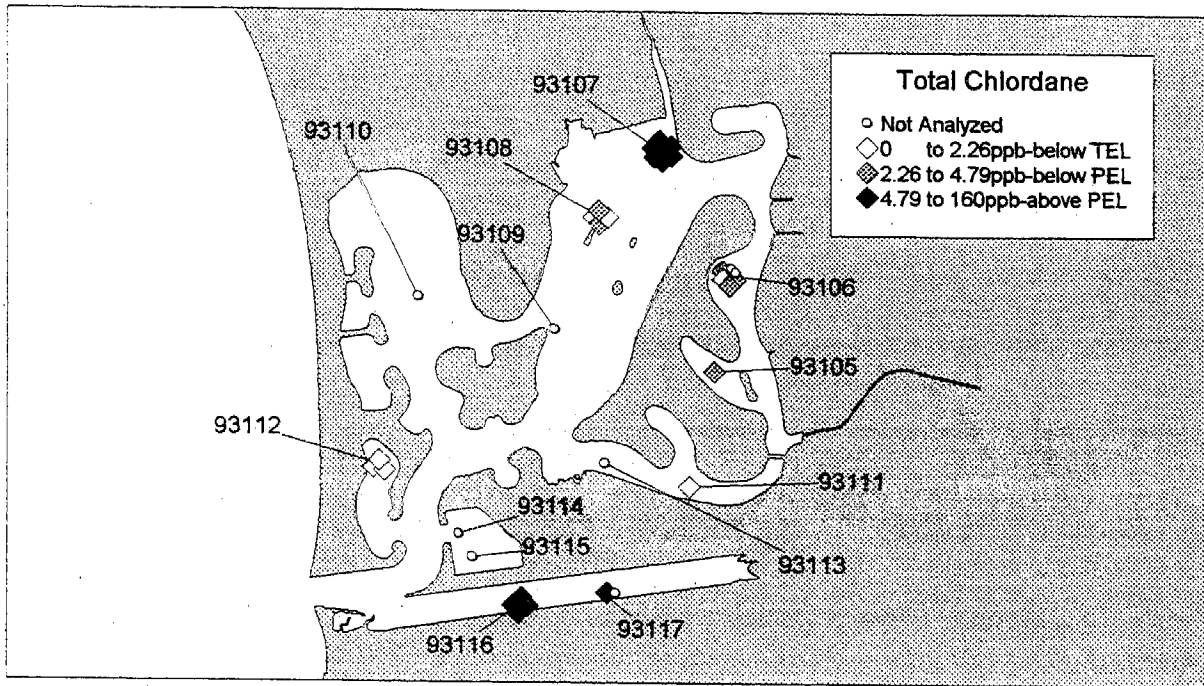 Total Chlordane
Not Analyzed
0 to 2.26ppb-below TEL
2.26 to 4.79ppb-below PEL
4.79 to 160ppb-above PEL
93107
93110
93108
93109
93106
93105
93112
93111
93114
93115
93113
93117
93116